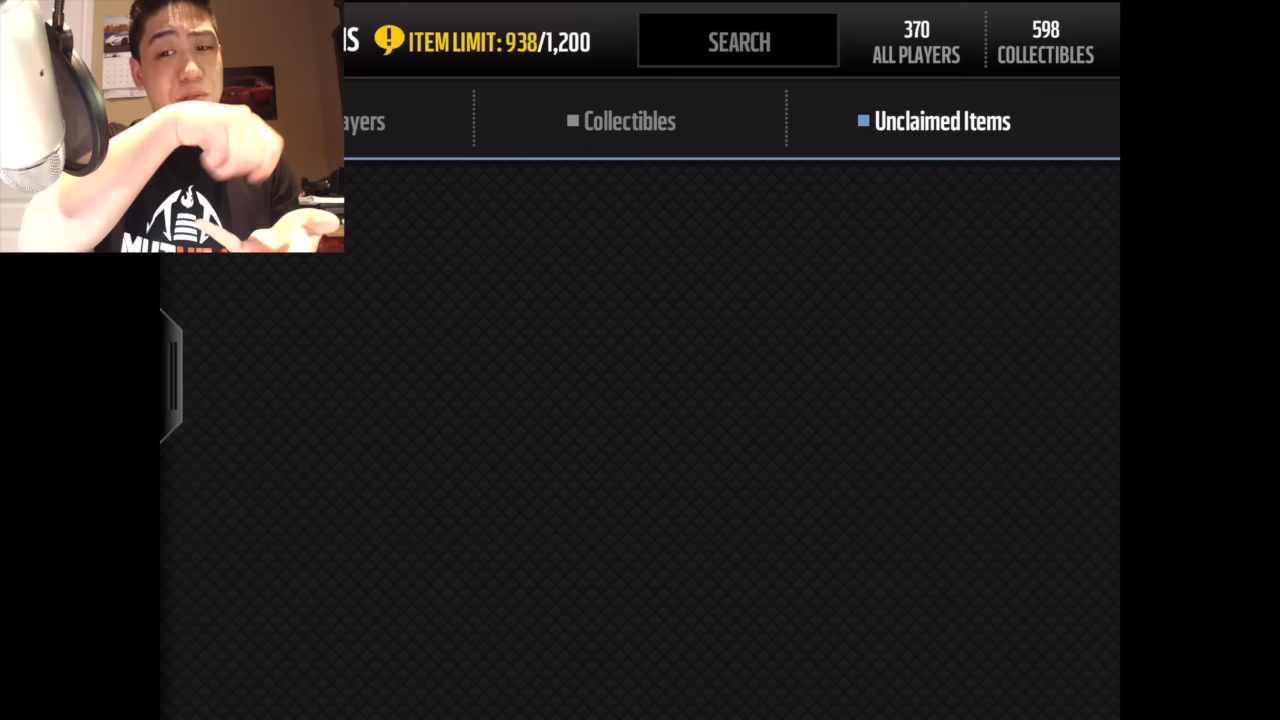 ITEM LIMIT: 938/1,200
SEARCH
370
ALL PLAYERS
598
COLLECTIBLES
Collectibles
Unclaimed Items